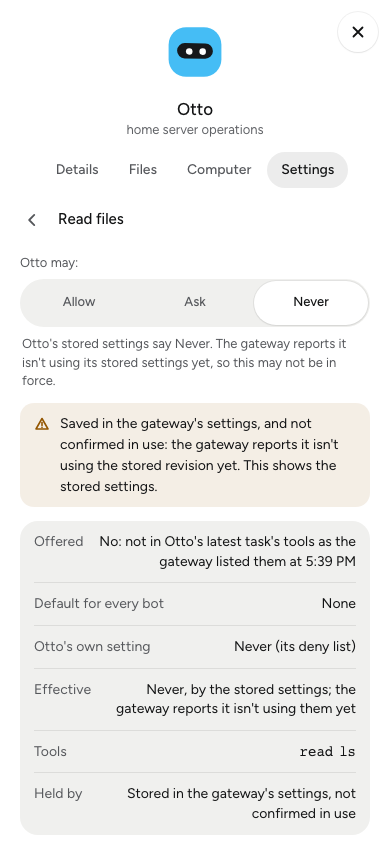 Otto
home server operations
Details Files Computer Settings
Read files
Otto may:
Allow Ask Never
Otto's stored settings say Never. The gateway reports it
isn't using its stored settings yet, so this may not be in
force.
Saved in the gateway's settings, and not
confirmed in use: the gateway reports it isn't
using the stored revision yet. This shows the
stored settings.
Offered No: not in Otto's latest task's tools as the
gateway listed them at 5:39 PM
Default for every bot None
Otto's own setting Never (its deny list)
Effective Never, by the stored settings; the
gateway reports it isn't using them yet
Tools read ls
Held by Stored in the gateway's settings, not
confirmed in use